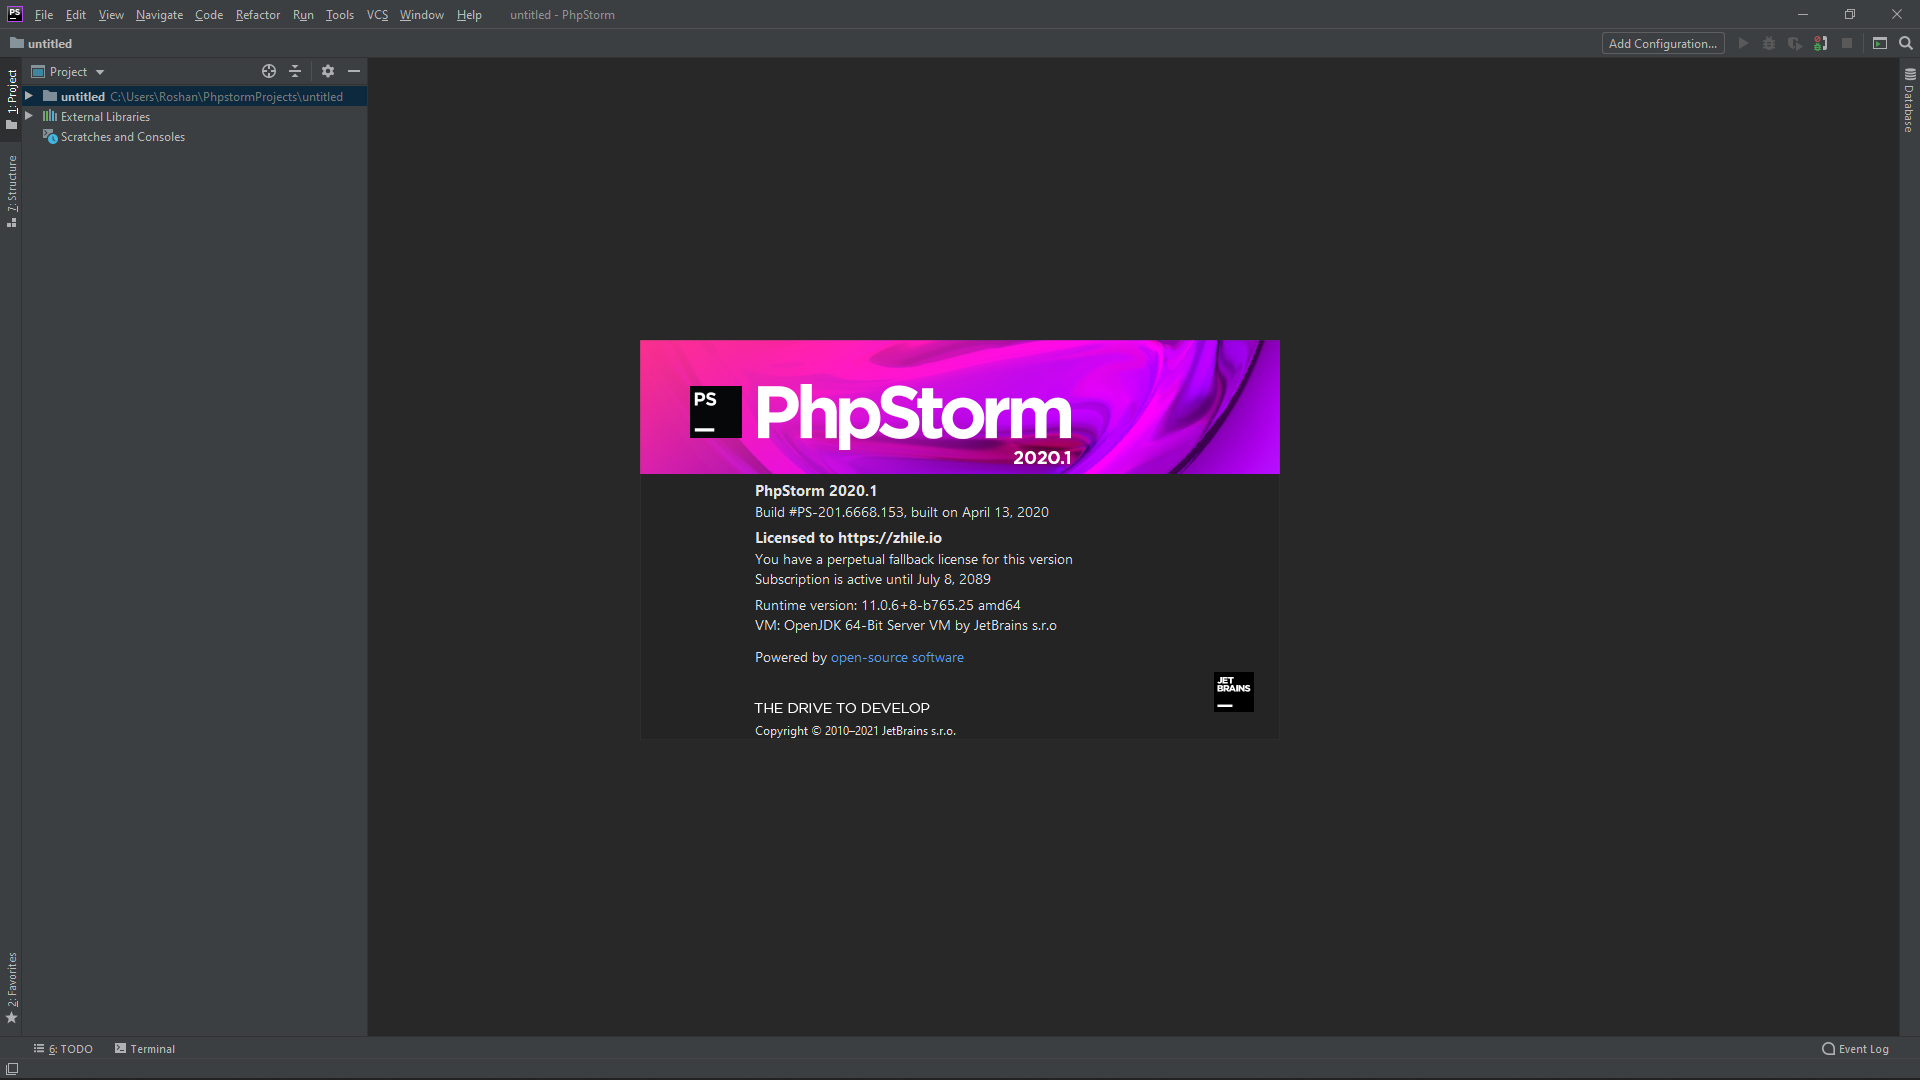 PS File Edit View Navigate Code Refactor Run Tools VCS Window Help untitled - PhpStorm
untitled
Add Configuration...
1: Project
Project
untitled C:\Users\Roshan\PhpstormProjects\untitled
External Libraries
Scratches and Consoles
7: Structure
Database
PS
PhpStorm
2020.1
PhpStorm 2020.1
Build #PS-201.6668.153, built on April 13, 2020
Licensed to https://zhile.io
You have a perpetual fallback license for this version
Subscription is active until July 8, 2089
Runtime version: 11.0.6+8-b765.25 amd64
VM: OpenJDK 64-Bit Server VM by JetBrains s.r.o
Powered by open-source software
JET
BRAINS
THE DRIVE TO DEVELOP
Copyright © 2010–2021 JetBrains s.r.o.
2: Favorites
6: TODO Terminal
Event Log